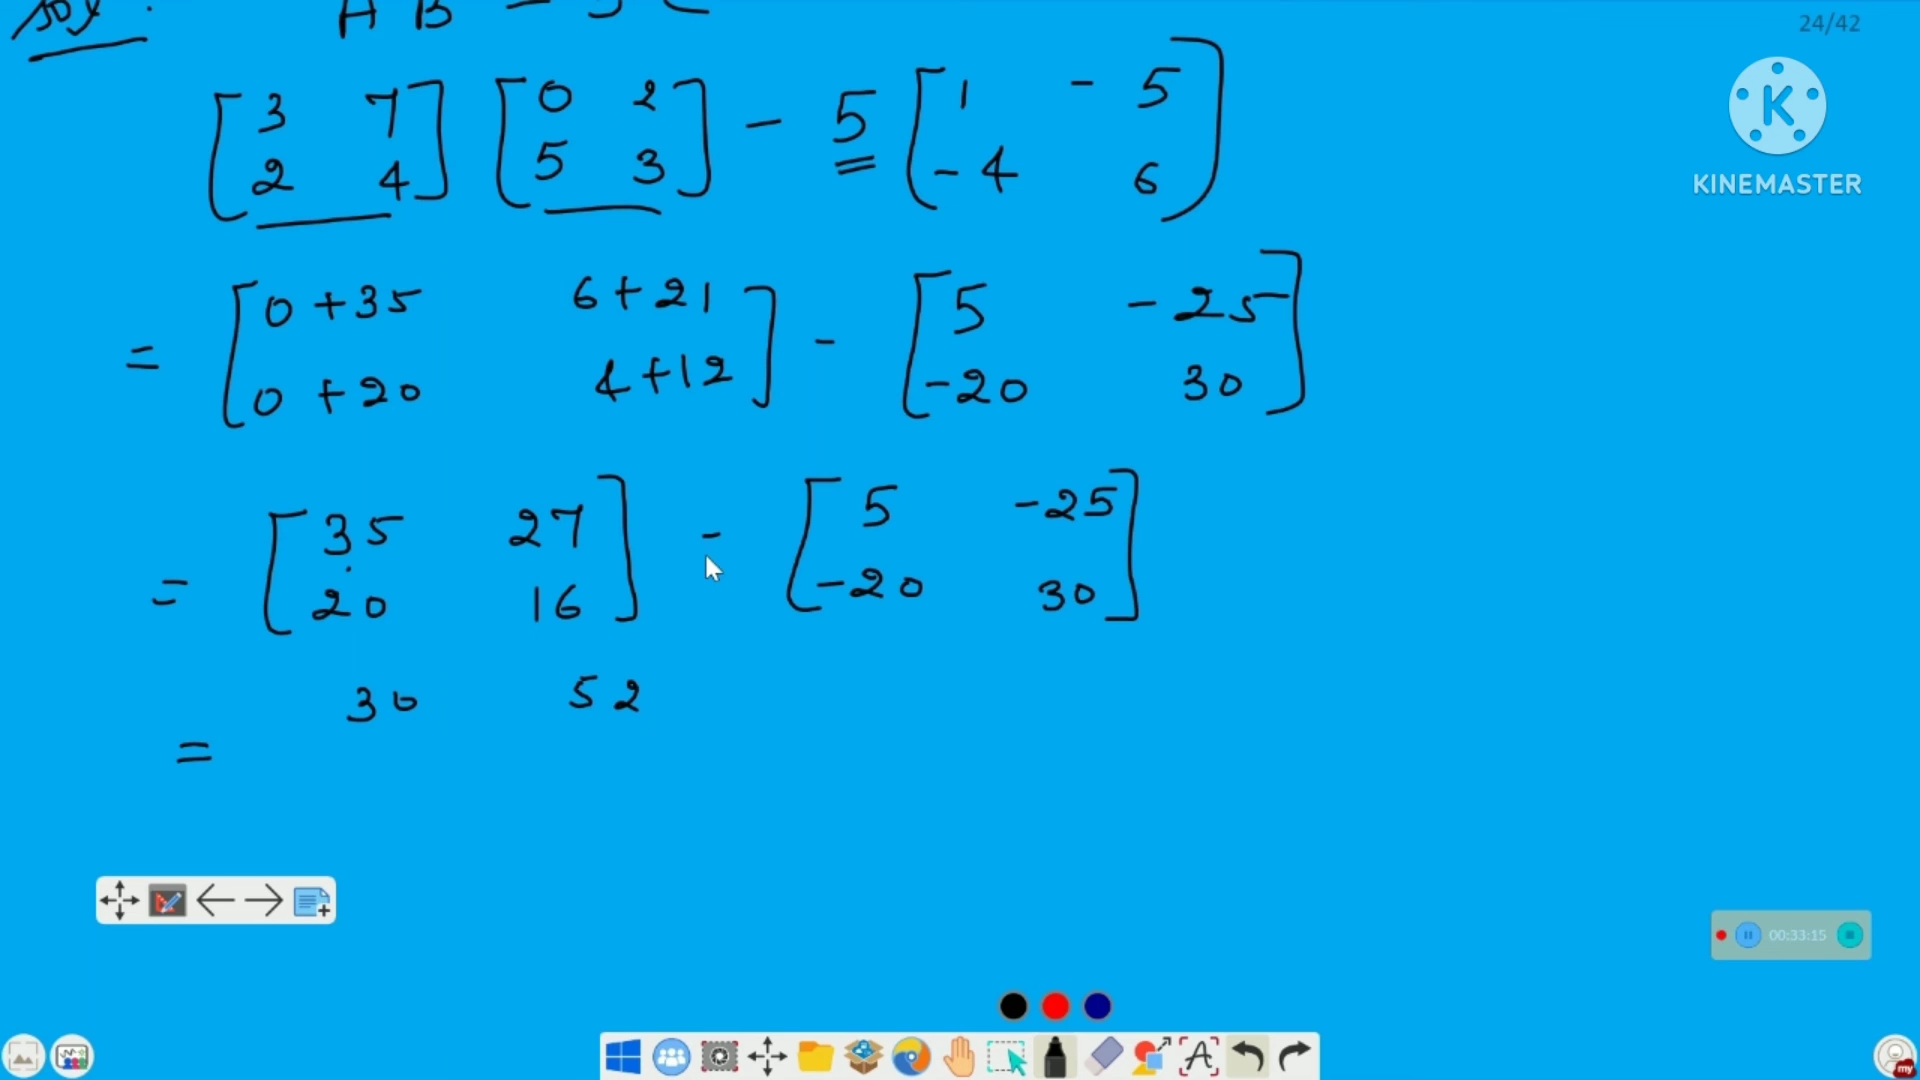 24/42
[3 7
2 4] [0 2
5 3] - 5 [1 -5
-4 6]
KINEMASTER
= [0+35 6+21
0+20 4+12] - [5 -25
-20 30]
= [35 27
20 16] - [5 -25
-20 30]
30 52
=
00:33:15
my